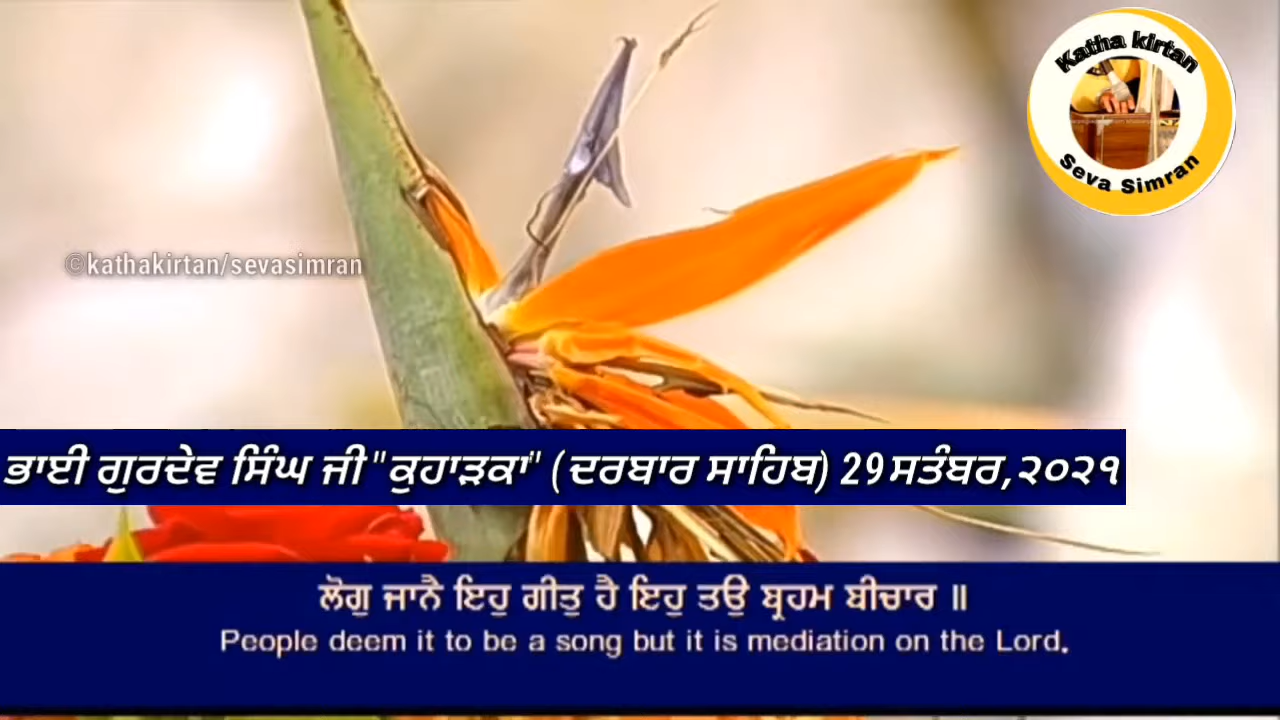 Katha kirtan
Seva Simran
©kathakirtan/sevasimran
ਭਾਈ ਗੁਰਦੇਵ ਸਿੰਘ ਜੀ "ਕੁਹਾੜਕਾ" (ਦਰਬਾਰ ਸਾਹਿਬ) 29 ਸਤੰਬਰ, ੨੦੨੧
ਲੋਗੁ ਜਾਨੈ ਇਹੁ ਗੀਤੁ ਹੈ ਇਹੁ ਤਉ ਬ੍ਰਹਮ ਬੀਚਾਰ ॥
People deem it to be a song but it is mediation on the Lord.